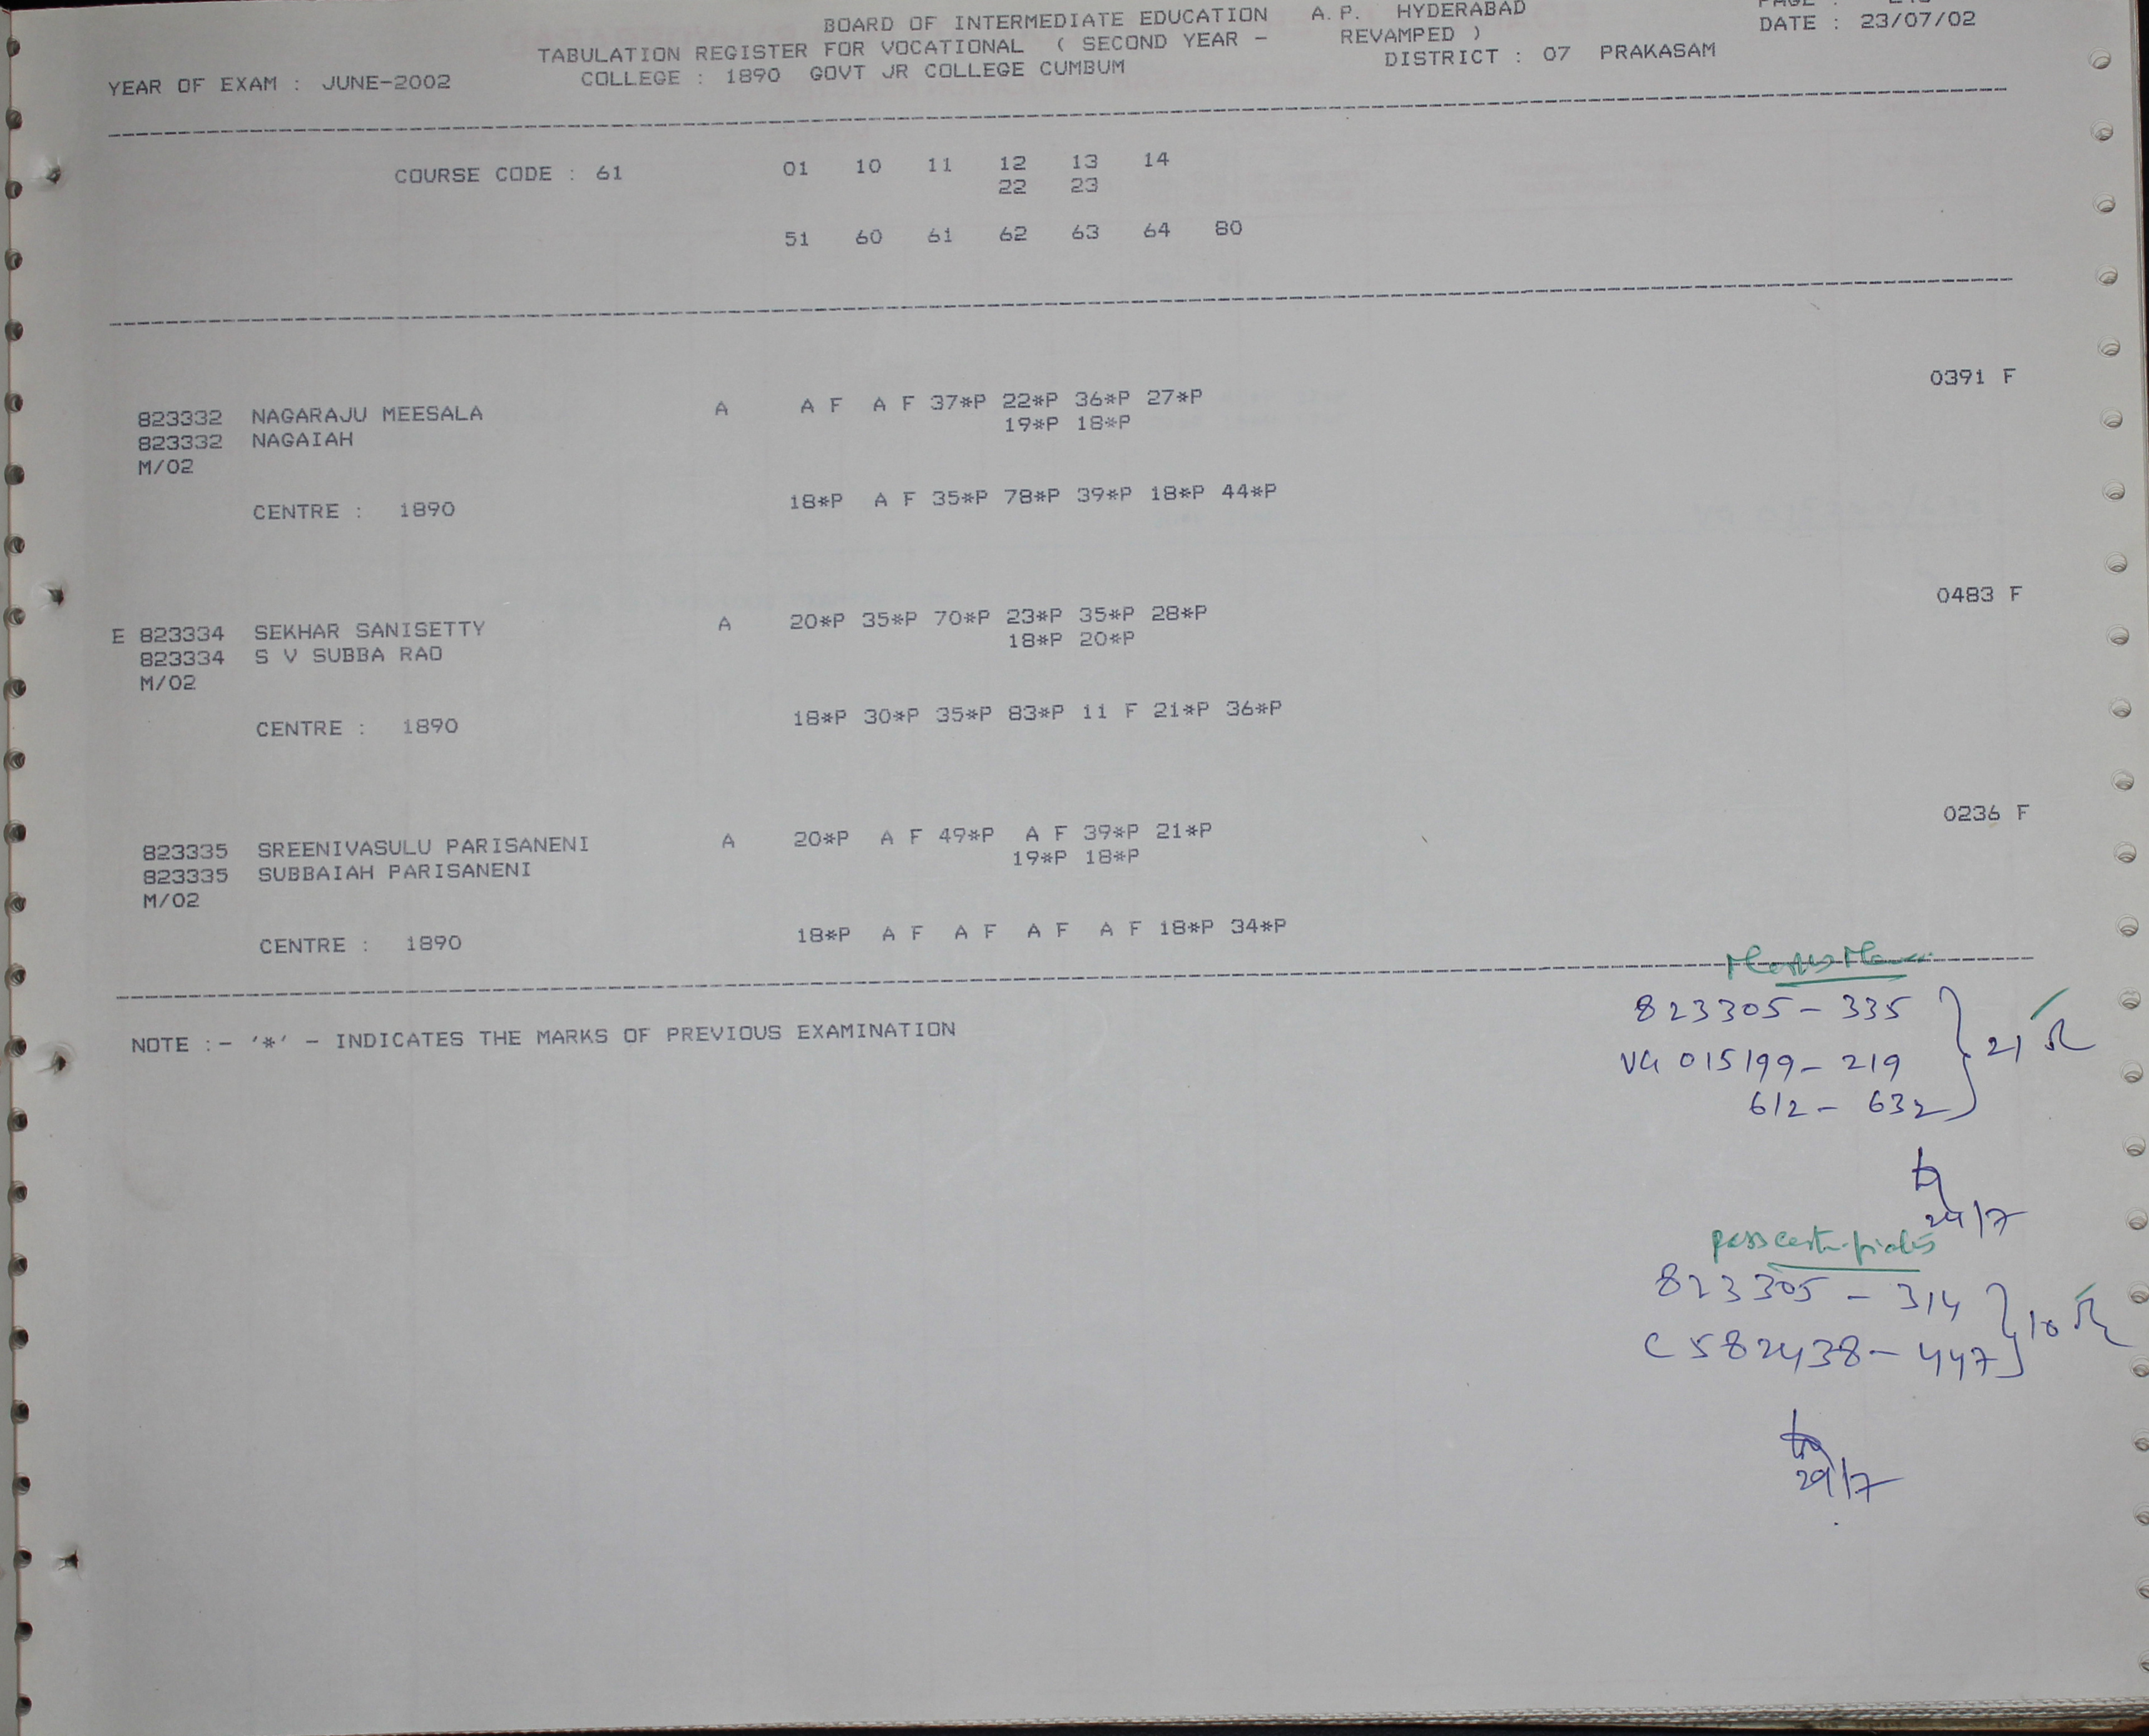 BOARD OF INTERMEDIATE EDUCATION A.P. HYDERABAD
DATE : 23/07/02
TABULATION REGISTER FOR VOCATIONAL ( SECOND YEAR - REVAMPED )
YEAR OF EXAM : JUNE-2002 COLLEGE : 1890 GOVT JR COLLEGE CUMBUM DISTRICT : 07 PRAKASAM
COURSE CODE : 61 01 10 11 12 13 14
22 23
51 60 61 62 63 64 80
823332 NAGARAJU MEESALA A A F A F 37*P 22*P 36*P 27*P 0391 F
823332 NAGAIAH 19*P 18*P
M/02
CENTRE : 1890 18*P A F 35*P 78*P 39*P 18*P 44*P
E 823334 SEKHAR SANISETTY A 20*P 35*P 70*P 23*P 35*P 28*P 0483 F
823334 S V SUBBA RAO 18*P 20*P
M/02
CENTRE : 1890 18*P 30*P 35*P 83*P 11 F 21*P 36*P
823335 SREENIVASULU PARISANENI A 20*P A F 49*P A F 39*P 21*P 0236 F
823335 SUBBAIAH PARISANENI 19*P 18*P
M/02
CENTRE : 1890 18*P A F A F A F A F 18*P 34*P
NOTE :- '*' - INDICATES THE MARKS OF PREVIOUS EXAMINATION
823305 - 335
VG 015199 - 219 } 21
612 - 632
29/7
pass certificates
823305 - 314
C 582438 - 447 } 10
29/7